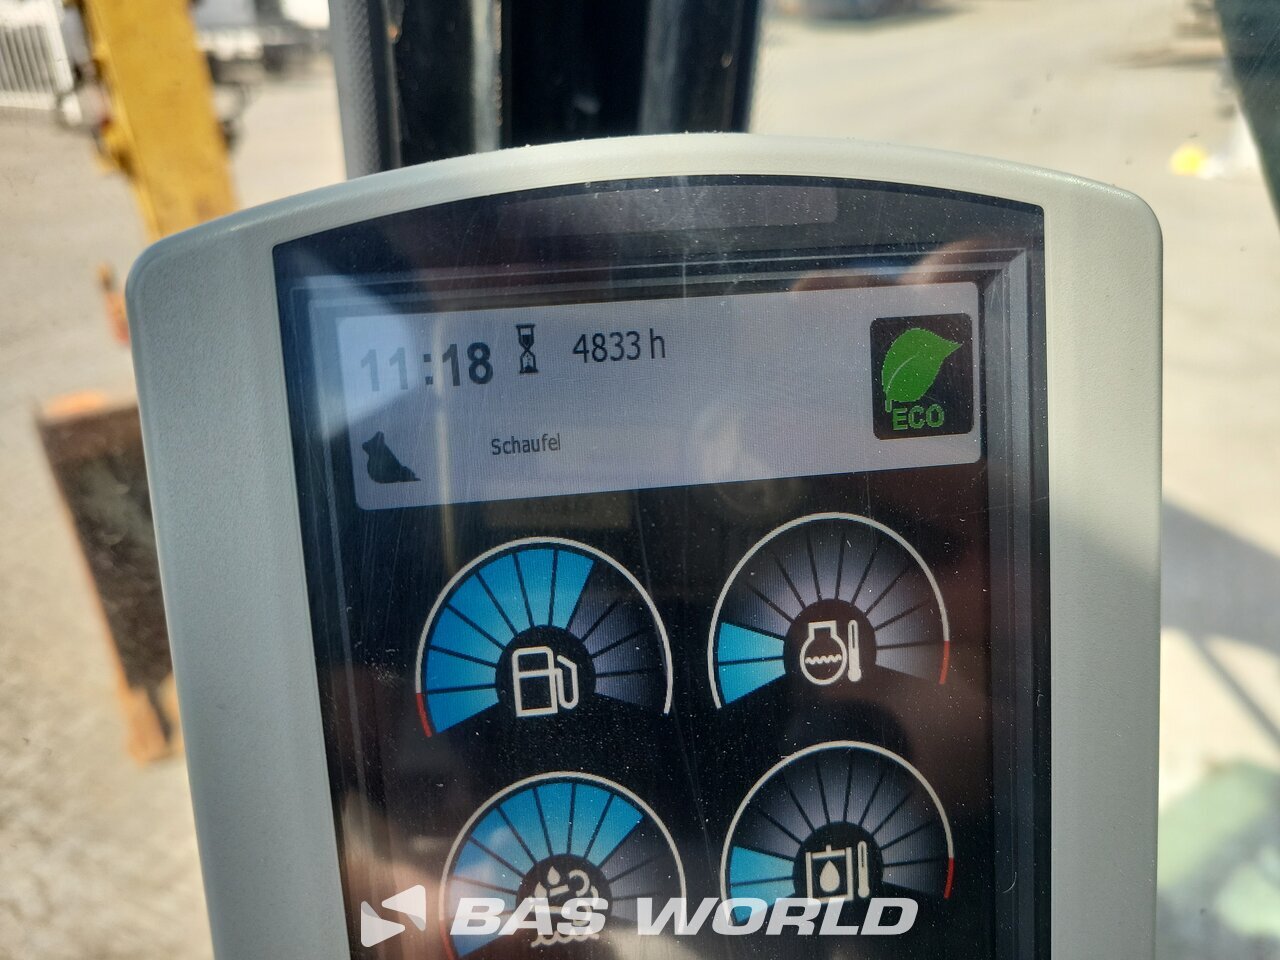 11:18 4833 h
ECO
Schaufel
BAS WORLD